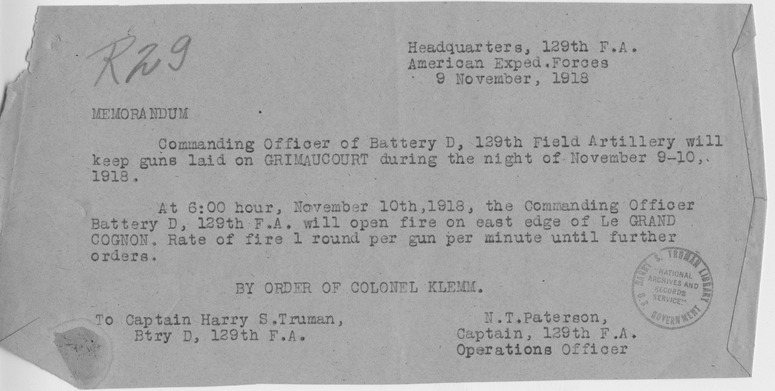 R29
Headquarters, 129th F.A.
American Exped.Forces
9 November, 1918
MEMORANDUM
Commanding Officer of Battery D, 129th Field Artillery will
keep guns laid on GRIMAUCOURT during the night of November 9-10,.
1918.
At 6:00 hour, November 10th,1918, the Commanding Officer
Battery D, 129th F.A. will open fire on east edge of Le GRAND
COGNON. Rate of fire 1 round per gun per minute until further
orders.
BY ORDER OF COLONEL KLEMM.
To Captain Harry S.Truman,
Btry D, 129th F.A.
N.T.Paterson,
Captain, 129th F.A.
Operations Officer
HARRY S. TRUMAN LIBRARY
"NATIONAL
ARCHIVES AND
RECORDS
SERVICE"
U.S. GOVERNMENT